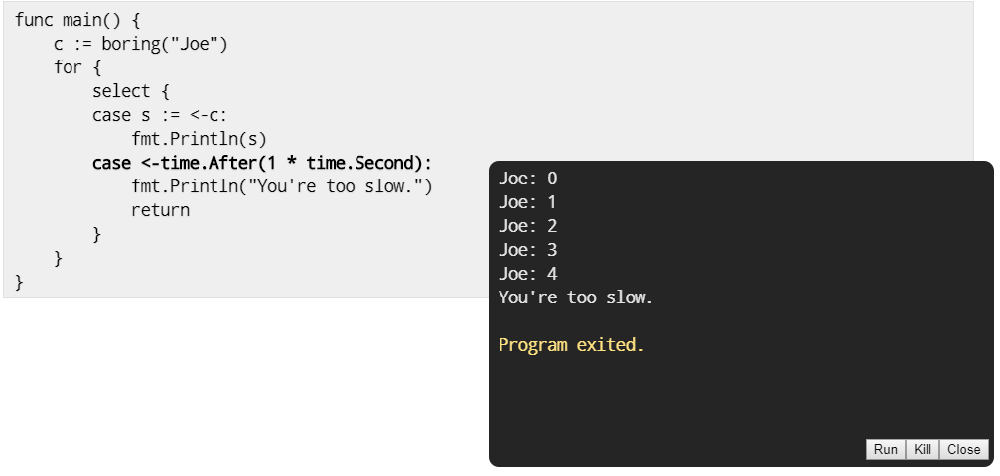 func main() {
    c := boring("Joe")
    for {
        select {
        case s := <-c:
            fmt.Println(s)
        case <-time.After(1 * time.Second):
            fmt.Println("You're too slow.")
            return
        }
    }
}
Joe: 0
Joe: 1
Joe: 2
Joe: 3
Joe: 4
You're too slow.
Program exited.
Run Kill Close